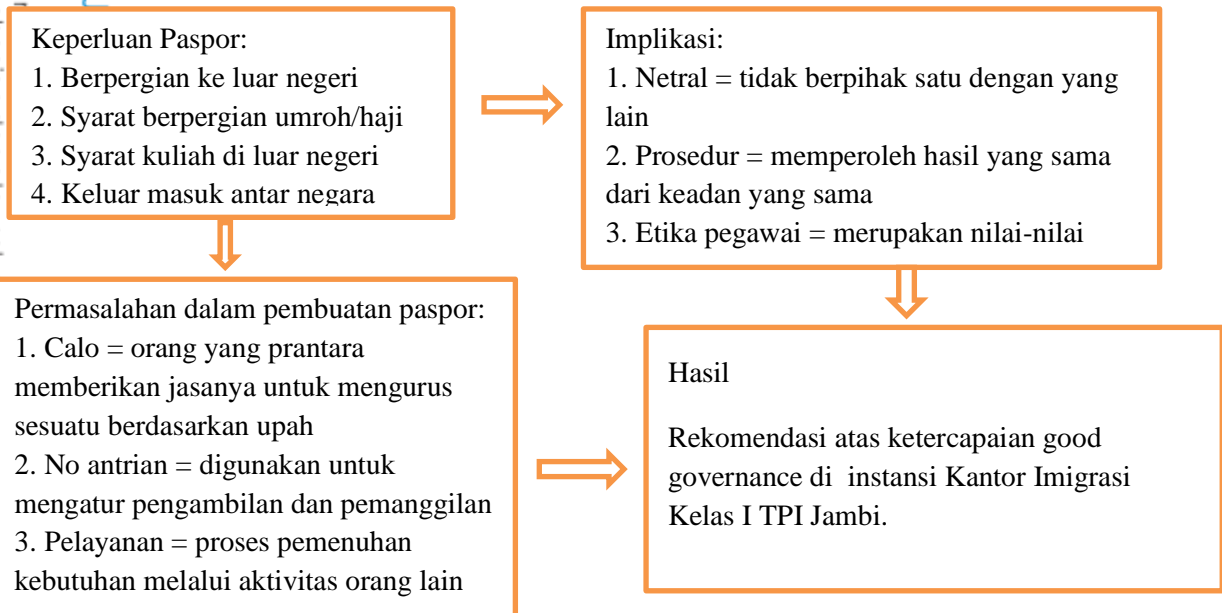 Keperluan Paspor:
1. Berpergian ke luar negeri
2. Syarat berpergian umroh/haji
3. Syarat kuliah di luar negeri
4. Keluar masuk antar negara
Implikasi:
1. Netral = tidak berpihak satu dengan yang
lain
2. Prosedur = memperoleh hasil yang sama
dari keadan yang sama
3. Etika pegawai = merupakan nilai-nilai
Permasalahan dalam pembuatan paspor:
1. Calo = orang yang prantara
memberikan jasanya untuk mengurus
sesuatu berdasarkan upah
2. No antrian = digunakan untuk
mengatur pengambilan dan pemanggilan
3. Pelayanan = proses pemenuhan
kebutuhan melalui aktivitas orang lain
Hasil
Rekomendasi atas ketercapaian good
governance di instansi Kantor Imigrasi
Kelas I TPI Jambi.